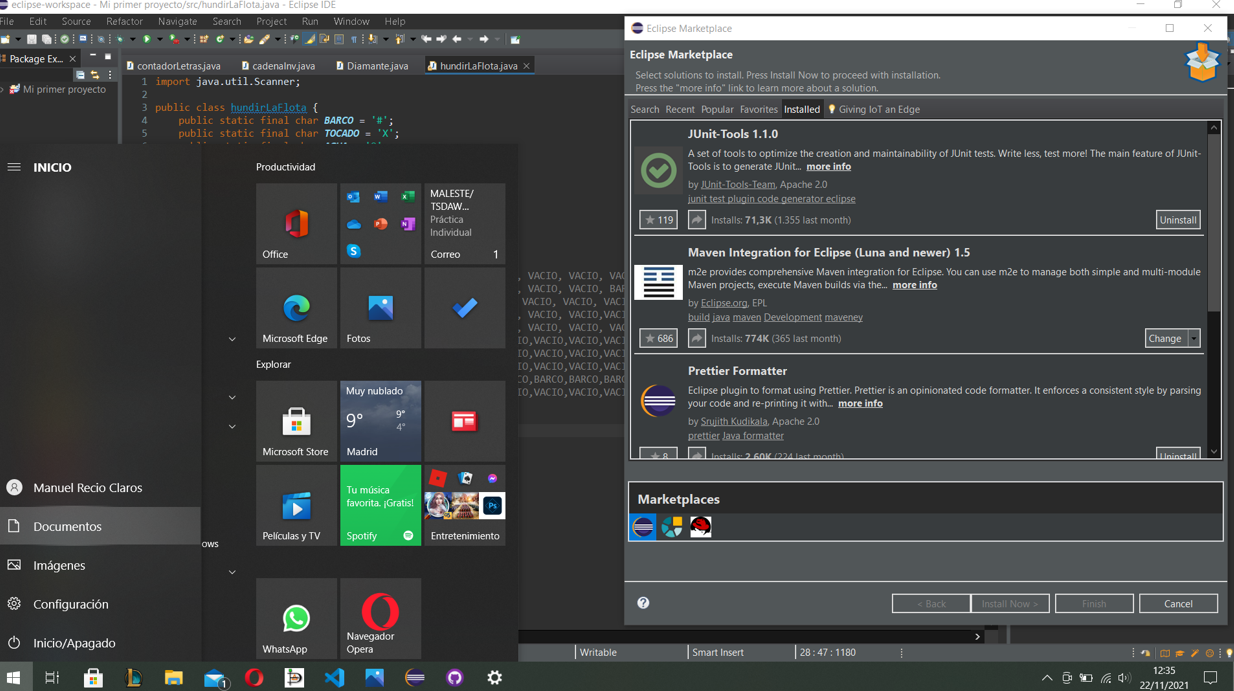 eclipse-workspace - Mi primer proyecto/src/hundirLaFlota.java - Eclipse IDE
File Edit Source Refactor Navigate Search Project Run Window Help
Package Ex...
contadorLetras.java
cadenaInv.java
Diamante.java
hundirLaFlota.java
Mi primer proyecto
1 import java.util.Scanner;
2
3 public class hundirLaFlota {
4 public static final char BARCO = '#';
5 public static final char TOCADO = 'X';
INICIO
Manuel Recio Claros
Documentos
Imágenes
Configuración
Inicio/Apagado
ows
Productividad
Office
MALESTE/
TSDAW...
Práctica
Individual
Correo 1
Microsoft Edge
Fotos
Explorar
Microsoft Store
Muy nublado
9°
9°
4°
Madrid
Películas y TV
Tu música
favorita. ¡Gratis!
Spotify
Ps
Entretenimiento
WhatsApp
Navegador
Opera
, VACIO, VACIO, VAC
, VACIO, VACIO, BAR
VACIO, VACIO, VAC
, VACIO, VACIO, VAC
, VACIO, VACIO, VAC
IO,VACIO,VACIO,VACI
IO,VACIO,VACIO,VACI
IO,VACIO,VACIO,VACI
CO,BARCO,BARCO,BARC
IO,VACIO,VACIO,VACI
Eclipse Marketplace
Eclipse Marketplace
Select solutions to install. Press Install Now to proceed with installation.
Press the "more info" link to learn more about a solution.
Search Recent Popular Favorites Installed Giving IoT an Edge
JUnit-Tools 1.1.0
A set of tools to optimize the creation and maintainability of JUnit tests. Write less, test more! The main feature of JUnit-
Tools is to generate JUnit... more info
by JUnit-Tools-Team, Apache 2.0
junit test plugin code generator eclipse
119 Installs: 71,3K (1.355 last month) Uninstall
Maven Integration for Eclipse (Luna and newer) 1.5
m2e provides comprehensive Maven integration for Eclipse. You can use m2e to manage both simple and multi-module
Maven projects, execute Maven builds via the... more info
by Eclipse.org, EPL
build java maven Development maveney
686 Installs: 774K (365 last month) Change
Prettier Formatter
Eclipse plugin to format using Prettier. Prettier is an opinionated code formatter. It enforces a consistent style by parsing
your code and re-printing it with... more info
by Srujith Kudikala, Apache 2.0
prettier Java formatter
8 Installs: 2,60K (224 last month) Uninstall
Marketplaces
< Back Install Now > Finish Cancel
Writable Smart Insert 28 : 47 : 1180
1
12:35
22/11/2021